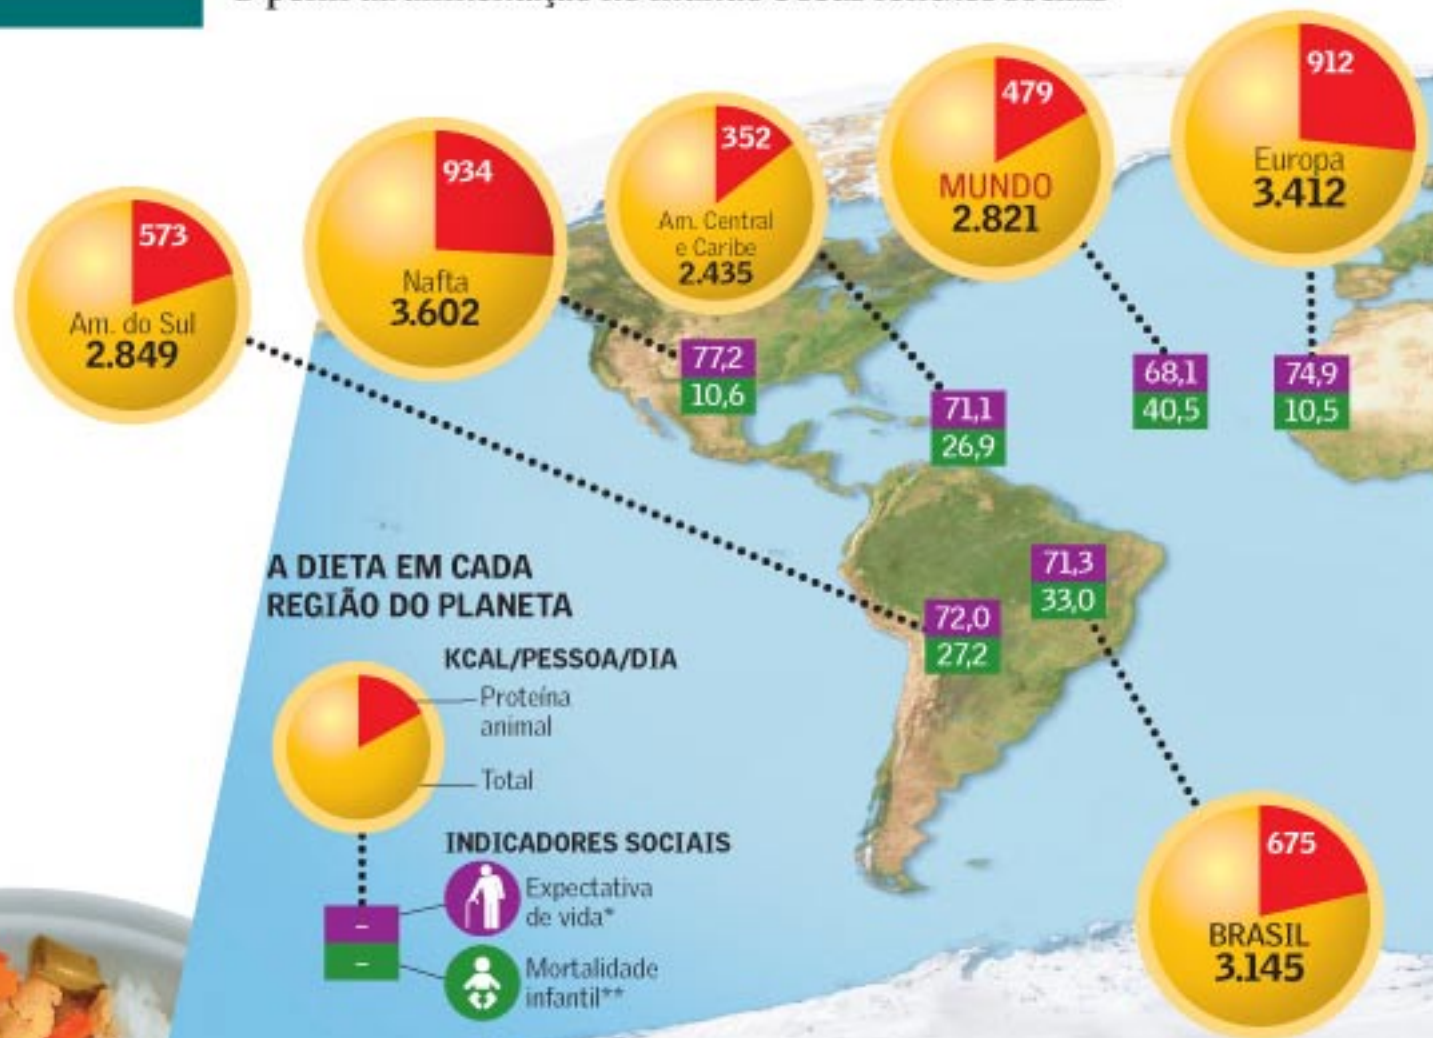 912
Europa
3.412
479
MUNDO
2.821
352
Am. Central
e Caribe
2.435
934
Nafta
3.602
573
Am. do Sul
2.849
77,2
10,6
71,1
26,9
68,1
40,5
74,9
10,5
71,3
33,0
72,0
27,2
A DIETA EM CADA
REGIÃO DO PLANETA
KCAL/PESSOA/DIA
Proteína
animal
Total
INDICADORES SOCIAIS
Expectativa
de vida*
Mortalidade
infantil**
–
–
675
BRASIL
3.145